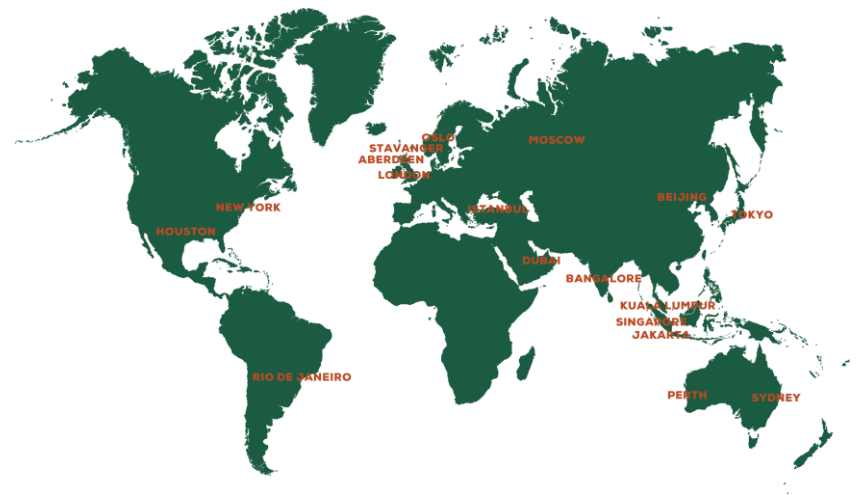 OSLO
MOSCOW
STAVANGER
ABERDEEN
LONDON
BEIJING
NEW YORK
ISTANBUL
TOKYO
HOUSTON
DUBAI
BANGALORE
KUALA LUMPUR
SINGAPORE
JAKARTA
RIO DE JANEIRO
PERTH
SYDNEY